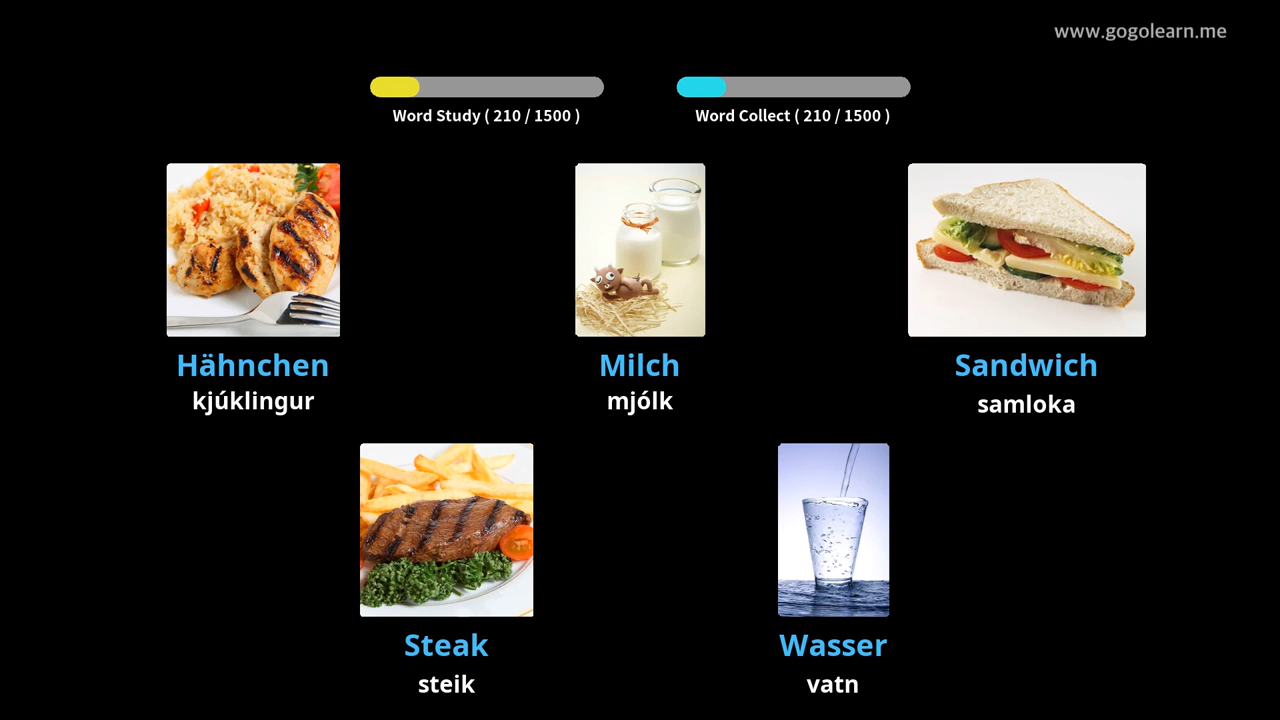 www.gogolearn.me
Word Study ( 210 / 1500 )
Word Collect ( 210 / 1500 )
Hähnchen
kjúklingur
Milch
mjólk
Sandwich
samloka
Steak
steik
Wasser
vatn